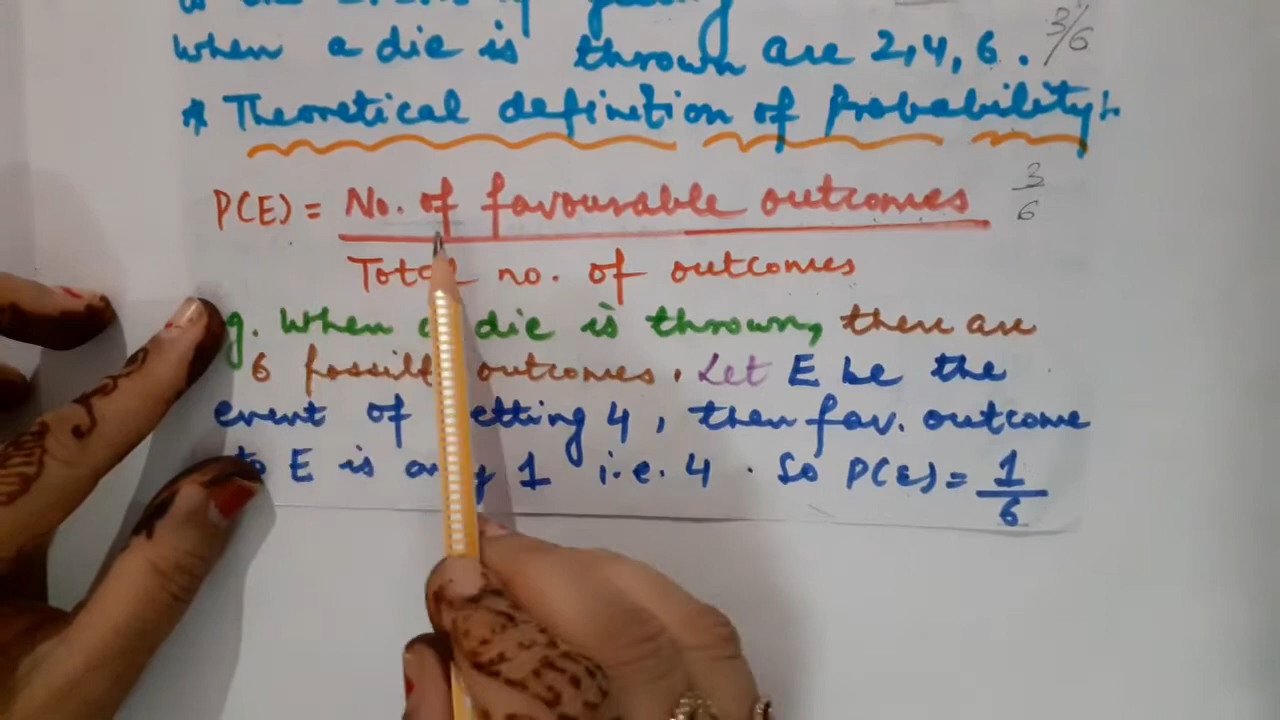 when a die is thrown are 2, 4, 6. 3/6
* Theoretical definition of Probability:-
P(E) = No. of favourable outcomes 3/6
Total no. of outcomes
g. When a die is thrown, there are
6 possible outcomes. Let E be the
event of getting 4, then fav. outcome
to E is only 1 i.e. 4. So P(E) = 1/6